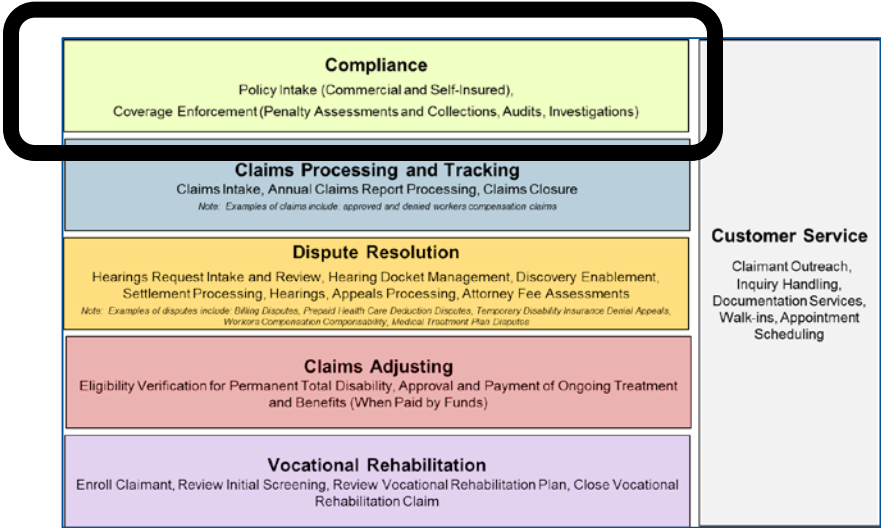 Compliance
Policy Intake (Commercial and Self-Insured),
Coverage Enforcement (Penalty Assessments and Collections, Audits, Investigations)
Claims Processing and Tracking
Claims Intake, Annual Claims Report Processing, Claims Closure
Note: Examples of claims include: approved and denied workers compensation claims
Dispute Resolution
Hearings Request Intake and Review, Hearing Docket Management, Discovery Enablement,
Settlement Processing, Hearings, Appeals Processing, Attorney Fee Assessments
Note: Examples of disputes include: Billing Disputes, Prepaid Health Care Deduction Disputes, Temporary Disability Insurance Denial Appeals,
Workers Compensation Compensability, Medical Treatment Plan Disputes
Claims Adjusting
Eligibility Verification for Permanent Total Disability, Approval and Payment of Ongoing Treatment
and Benefits (When Paid by Funds)
Vocational Rehabilitation
Enroll Claimant, Review Initial Screening, Review Vocational Rehabilitation Plan, Close Vocational
Rehabilitation Claim
Customer Service
Claimant Outreach,
Inquiry Handling,
Documentation Services,
Walk-ins, Appointment
Scheduling